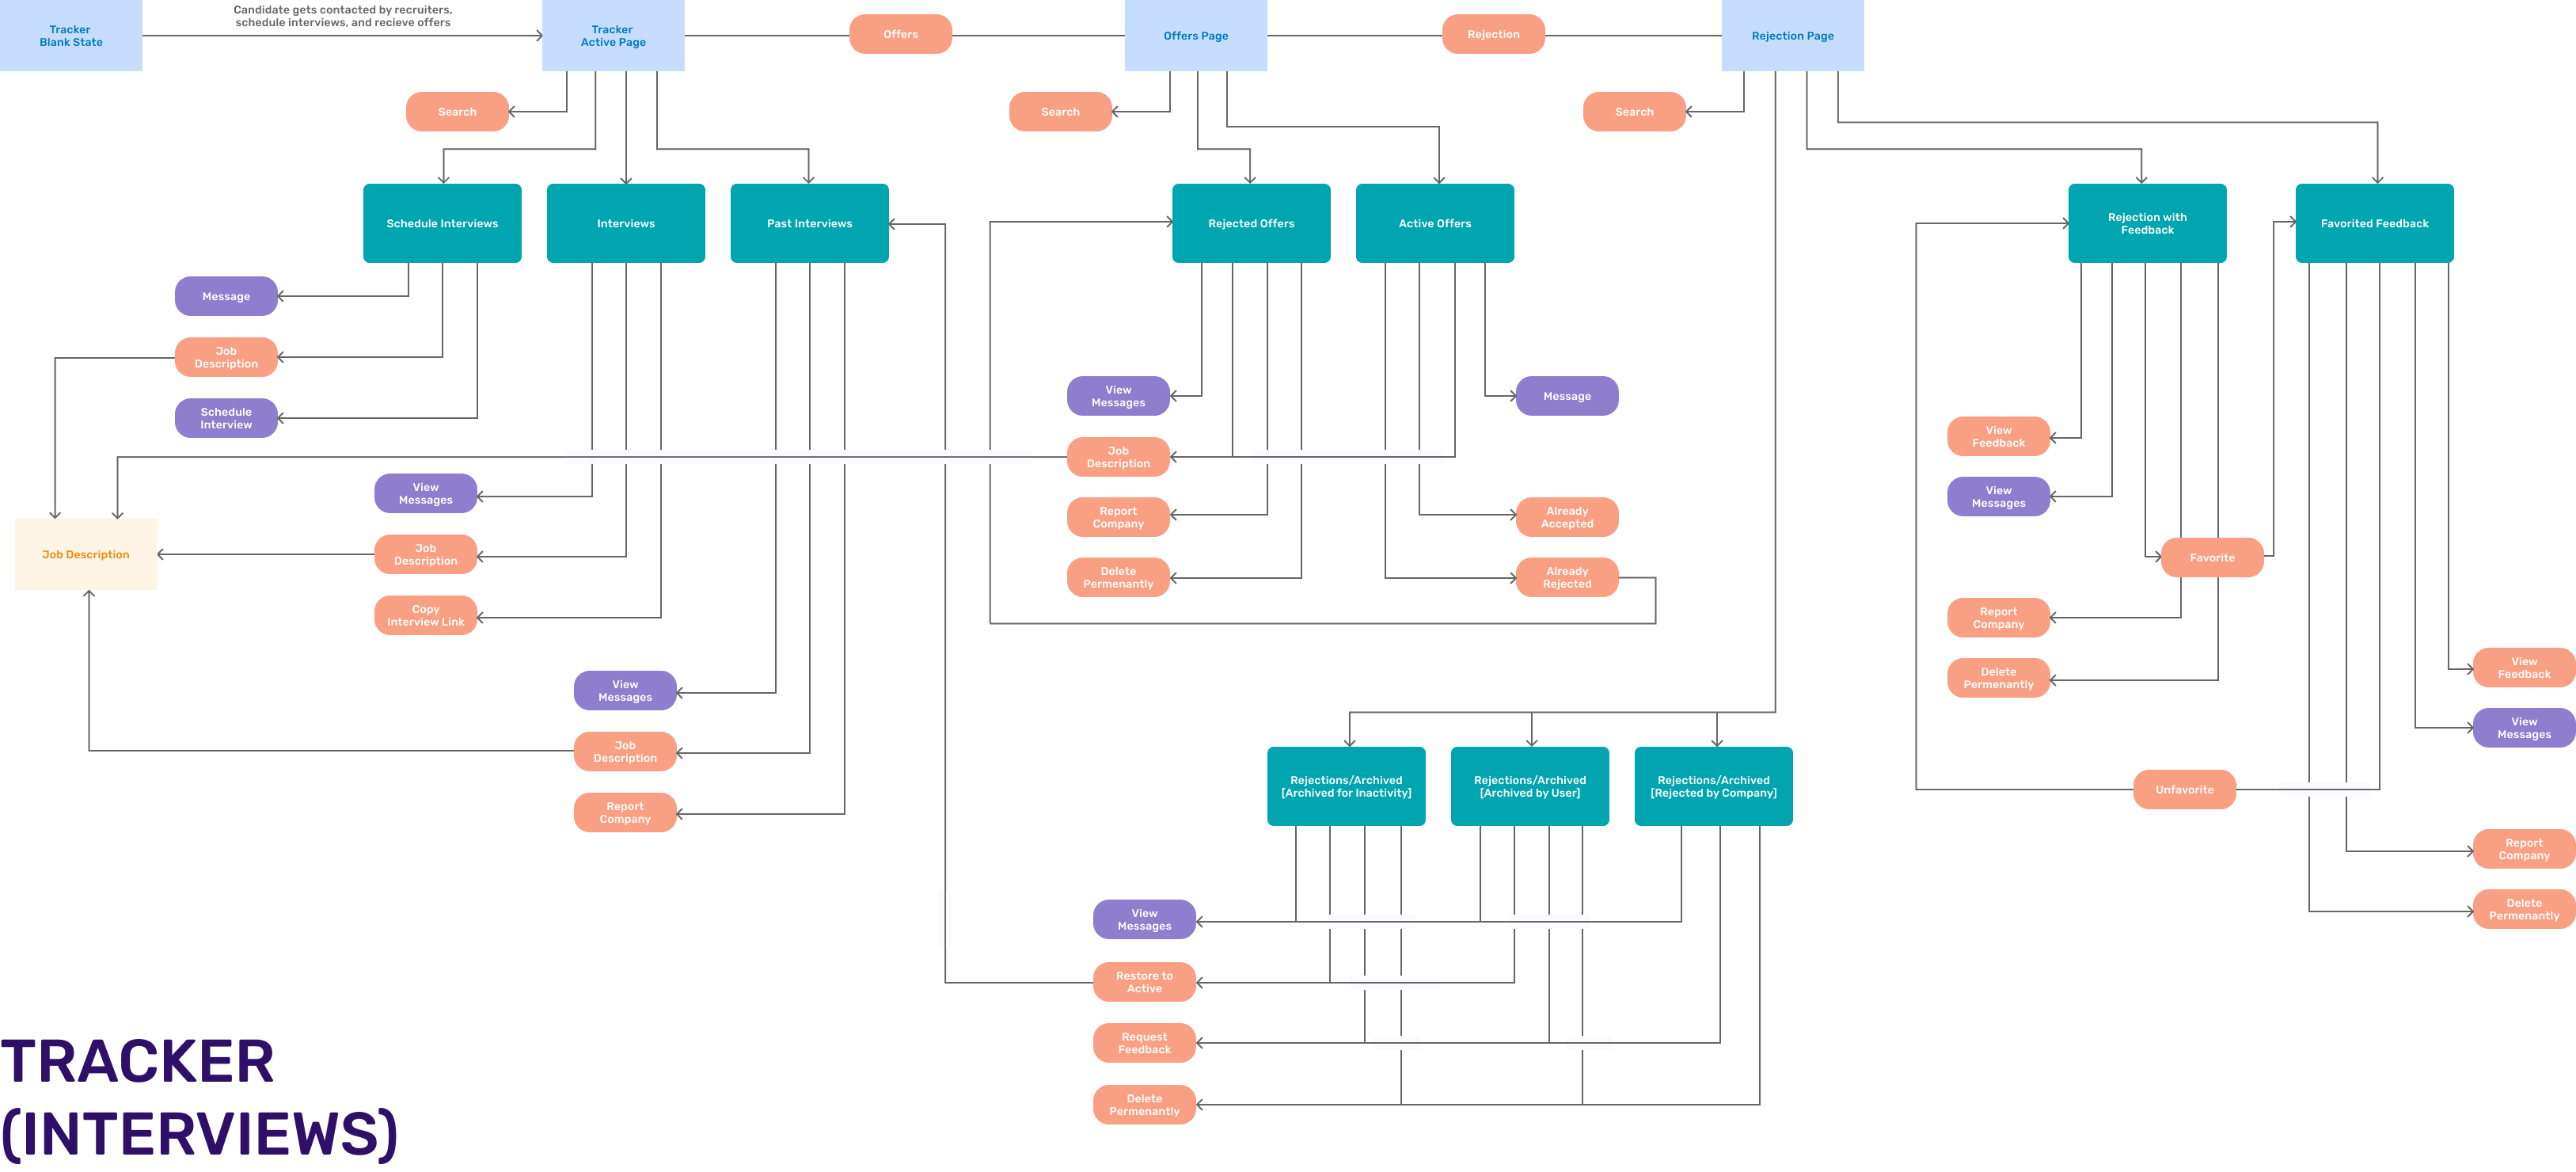 Candidate gets contacted by recruiters,
schedule interviews, and recieve offers
Tracker
Blank State
Tracker
Active Page
Offers
Offers Page
Rejection
Rejection Page
Search
Search
Search
Schedule Interviews
Interviews
Past Interviews
Rejected Offers
Active Offers
Rejection with
Feedback
Favorited Feedback
Message
Job
Description
Schedule
Interview
View
Messages
Message
Job
Description
View
Feedback
View
Messages
View
Messages
Report
Company
Already
Accepted
Job Description
Job
Description
Delete
Permenantly
Already
Rejected
Favorite
Copy
Interview Link
Report
Company
View
Messages
Delete
Permenantly
View
Feedback
Job
Description
View
Messages
Report
Company
Rejections/Archived
[Archived for Inactivity]
Rejections/Archived
[Archived by User]
Rejections/Archived
[Rejected by Company]
Unfavorite
Report
Company
View
Messages
Delete
Permenantly
Restore to
Active
Request
Feedback
Delete
Permenantly
TRACKER
(INTERVIEWS)